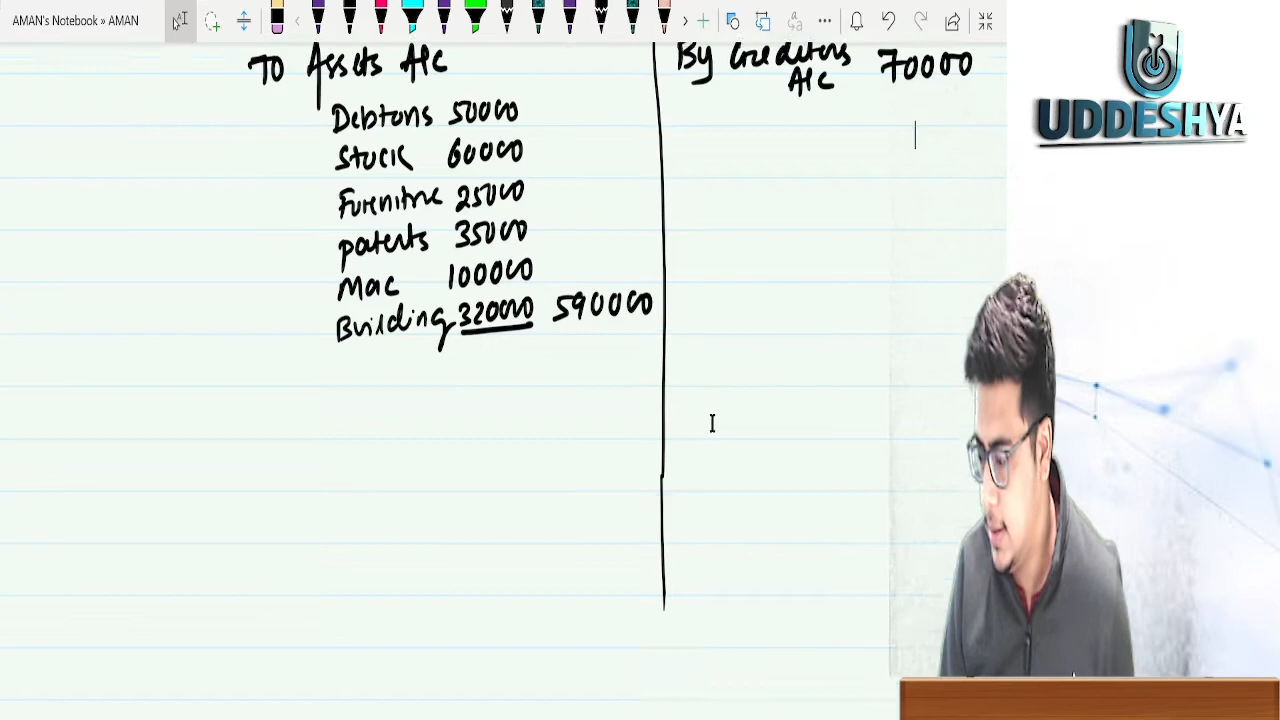 AMAN's Notebook » AMAN
To Assets A/c
Debtors 50000
Stock 60000
Furniture 25000
patents 35000
Mac 100000
Building 320000 590000
By Creditors A/c 70000
UDDESHYA